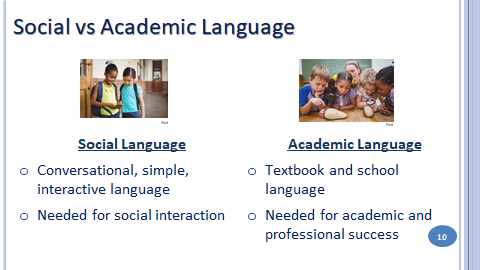 Social vs Academic Language
Social Language
o Conversational, simple,
interactive language
o Needed for social interaction
Academic Language
o Textbook and school
language
o Needed for academic and
professional success
10